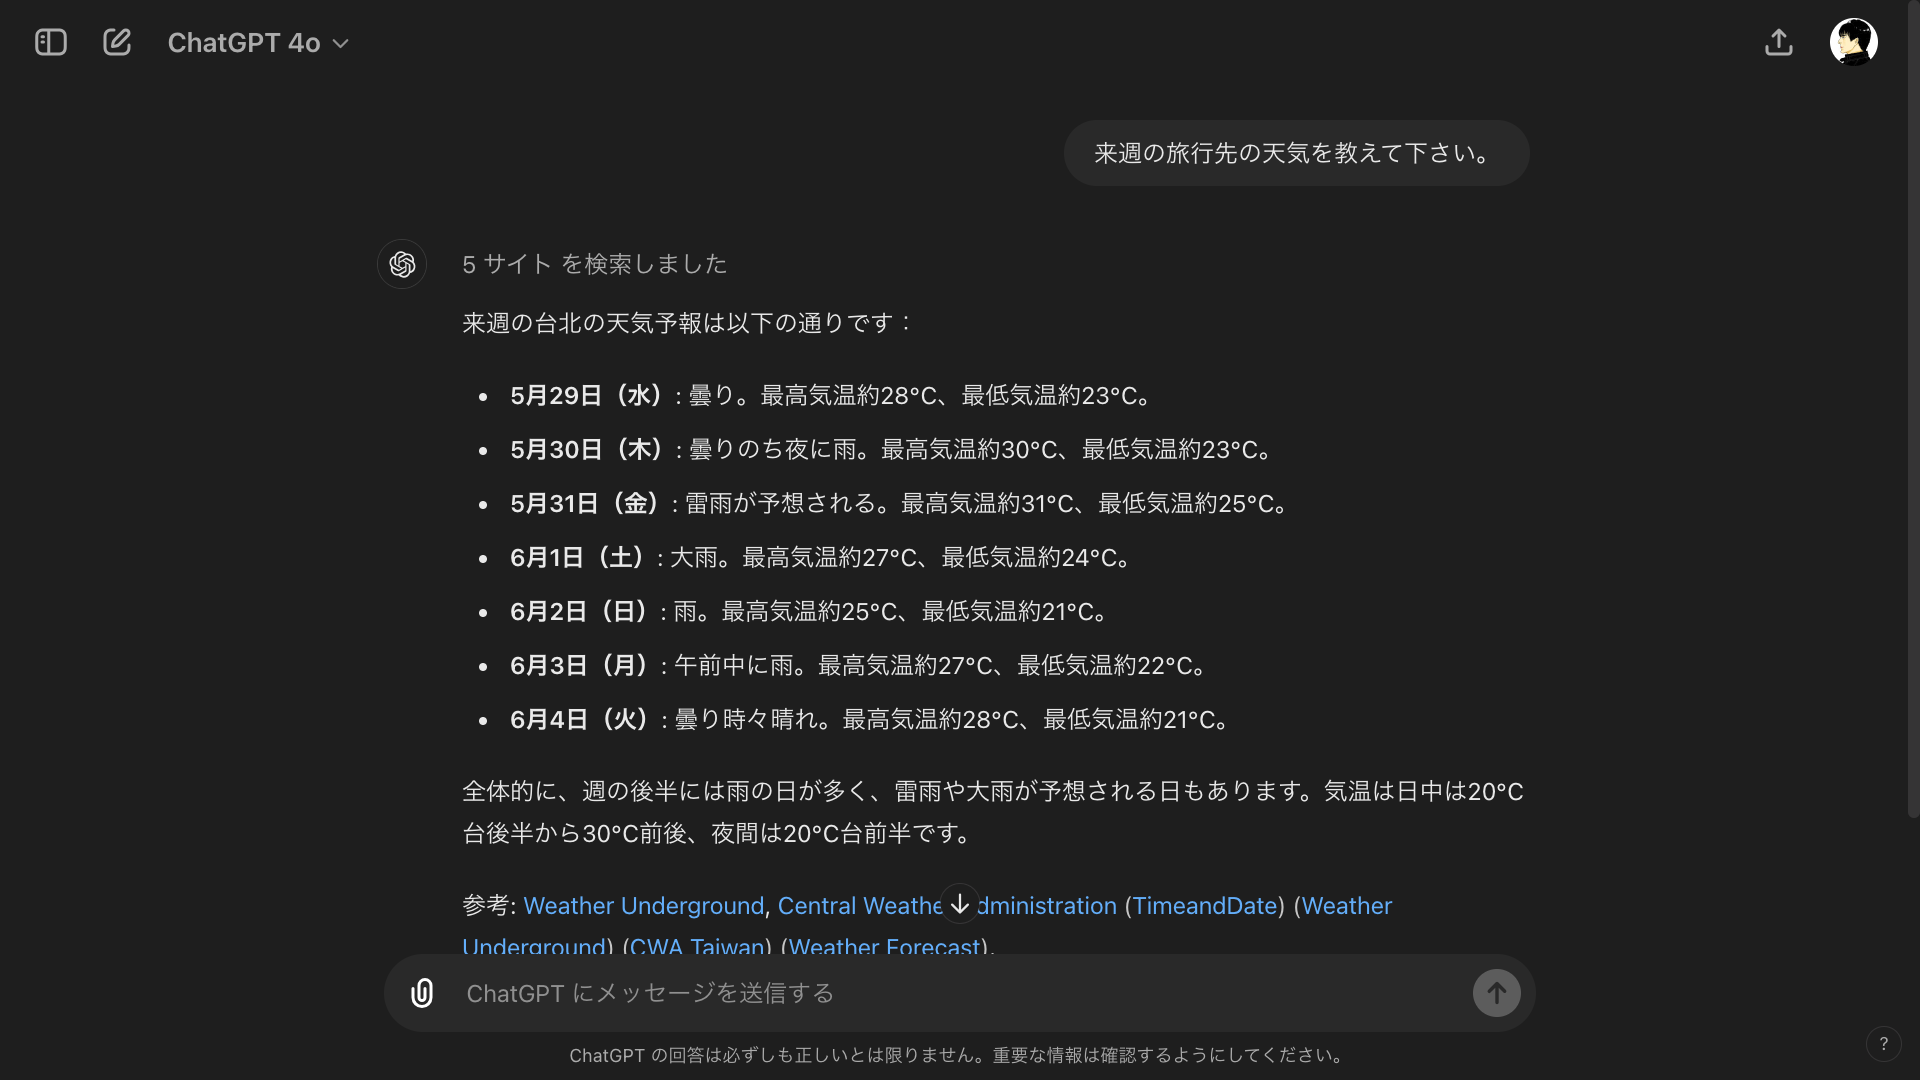 ChatGPT 4o
来週の旅行先の天気を教えて下さい。
5 サイト を検索しました
来週の台北の天気予報は以下の通りです：
• 5月29日（水）: 曇り。最高気温約28°C、最低気温約23°C。
• 5月30日（木）: 曇りのち夜に雨。最高気温約30°C、最低気温約23°C。
• 5月31日（金）: 雷雨が予想される。最高気温約31°C、最低気温約25°C。
• 6月1日（土）: 大雨。最高気温約27°C、最低気温約24°C。
• 6月2日（日）: 雨。最高気温約25°C、最低気温約21°C。
• 6月3日（月）: 午前中に雨。最高気温約27°C、最低気温約22°C。
• 6月4日（火）: 曇り時々晴れ。最高気温約28°C、最低気温約21°C。
全体的に、週の後半には雨の日が多く、雷雨や大雨が予想される日もあります。気温は日中は20°C
台後半から30°C前後、夜間は20°C台前半です。
参考: Weather Underground, Central Weather Administration (TimeandDate) (Weather
Underground) (CWA Taiwan) (Weather Forecast).
ChatGPT にメッセージを送信する
ChatGPT の回答は必ずしも正しいとは限りません。重要な情報は確認するようにしてください。
?